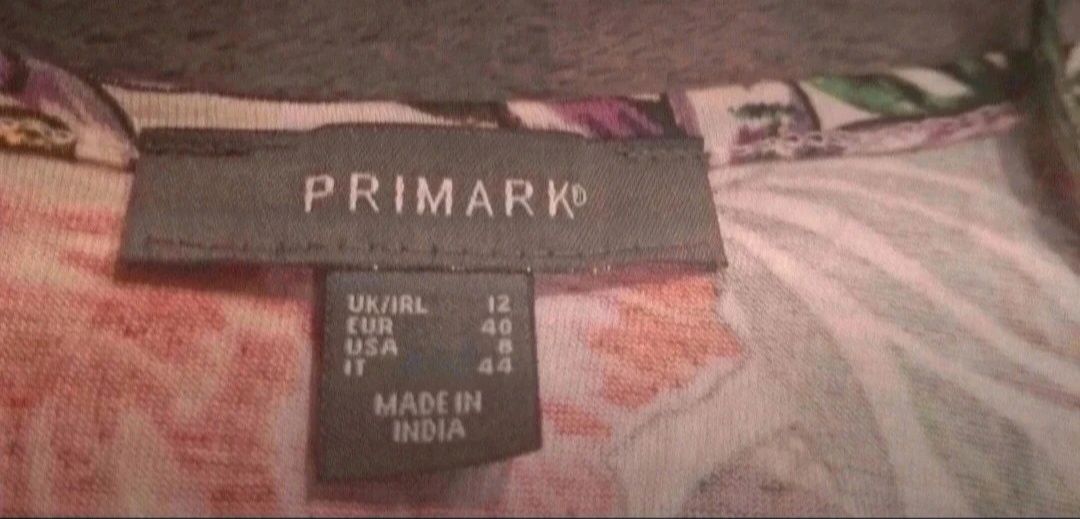 PRIMARK
UK/IRL 12
EUR 40
USA 8
IT 44
MADE IN
INDIA